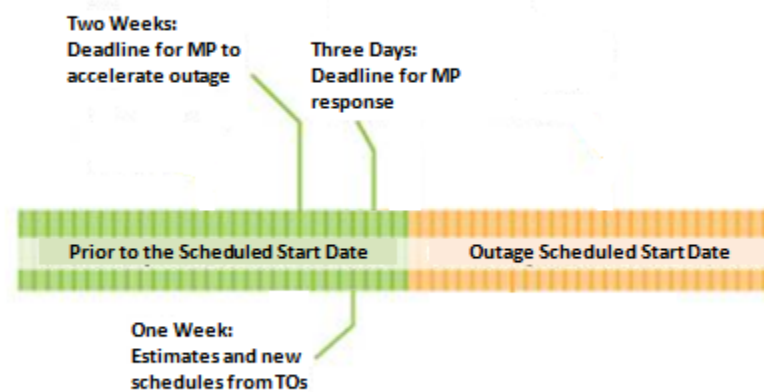 Two Weeks:
Deadline for MP to
accelerate outage
Three Days:
Deadline for MP
response
Prior to the Scheduled Start Date
Outage Scheduled Start Date
One Week:
Estimates and new
schedules from TOs